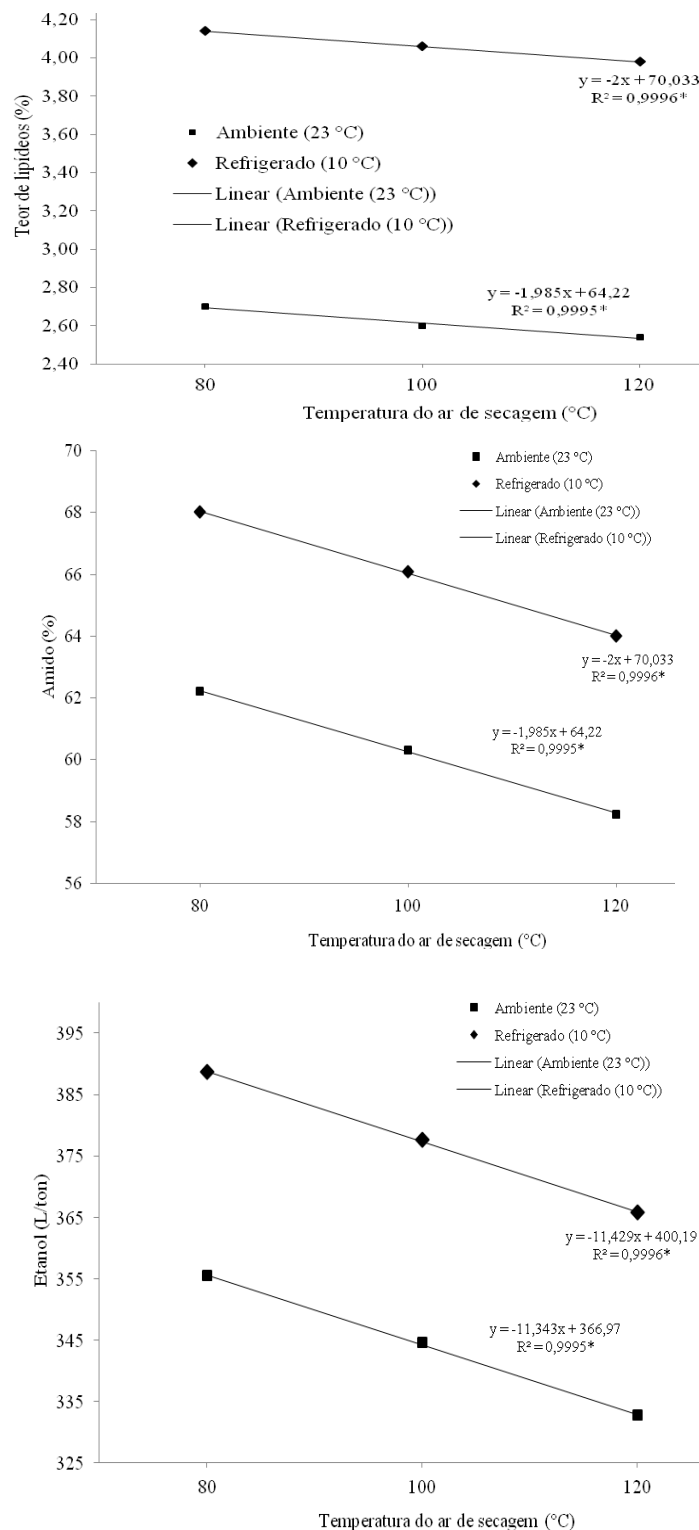 4,20
4,00
3,80
3,60
3,40
3,20
3,00
2,80
2,60
2,40
Teor de lipídeos (%)
y = -2x + 70,033
R² = 0,9996*
Ambiente (23 °C)
Refrigerado (10 °C)
Linear (Ambiente (23 °C))
Linear (Refrigerado (10 °C))
y = -1,985x + 64,22
R² = 0,9995*
80
100
120
Temperatura do ar de secagem (°C)
70
68
66
64
62
60
58
56
Amido (%)
Ambiente (23 °C)
Refrigerado (10 °C)
Linear (Ambiente (23 °C))
Linear (Refrigerado (10 °C))
y = -2x + 70,033
R² = 0,9996*
y = -1,985x + 64,22
R² = 0,9995*
80
100
120
Temperatura do ar de secagem (°C)
395
385
375
365
355
345
335
325
Etanol (L/ton)
Ambiente (23 °C)
Refrigerado (10 °C)
Linear (Ambiente (23 °C))
Linear (Refrigerado (10 °C))
y = -11,429x + 400,19
R² = 0,9996*
y = -11,343x + 366,97
R² = 0,9995*
80
100
120
Temperatura do ar de secagem (°C)